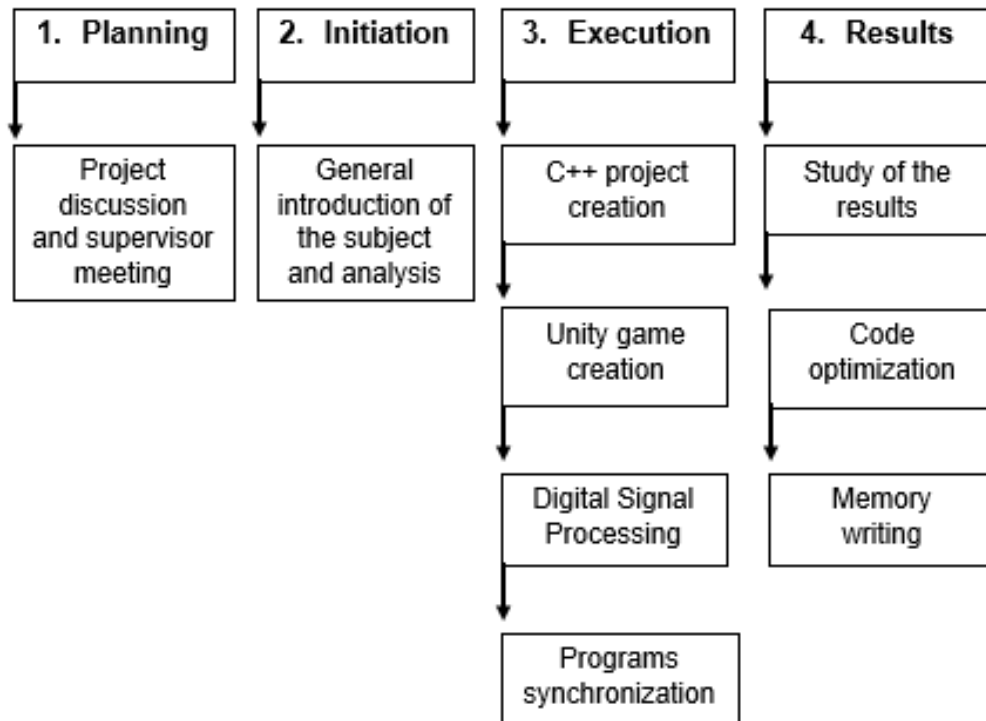 1. Planning
Project
discussion
and supervisor
meeting
2. Initiation
General
introduction of
the subject
and analysis
3. Execution
C++ project
creation
Unity game
creation
Digital Signal
Processing
Programs
synchronization
4. Results
Study of the
results
Code
optimization
Memory
writing